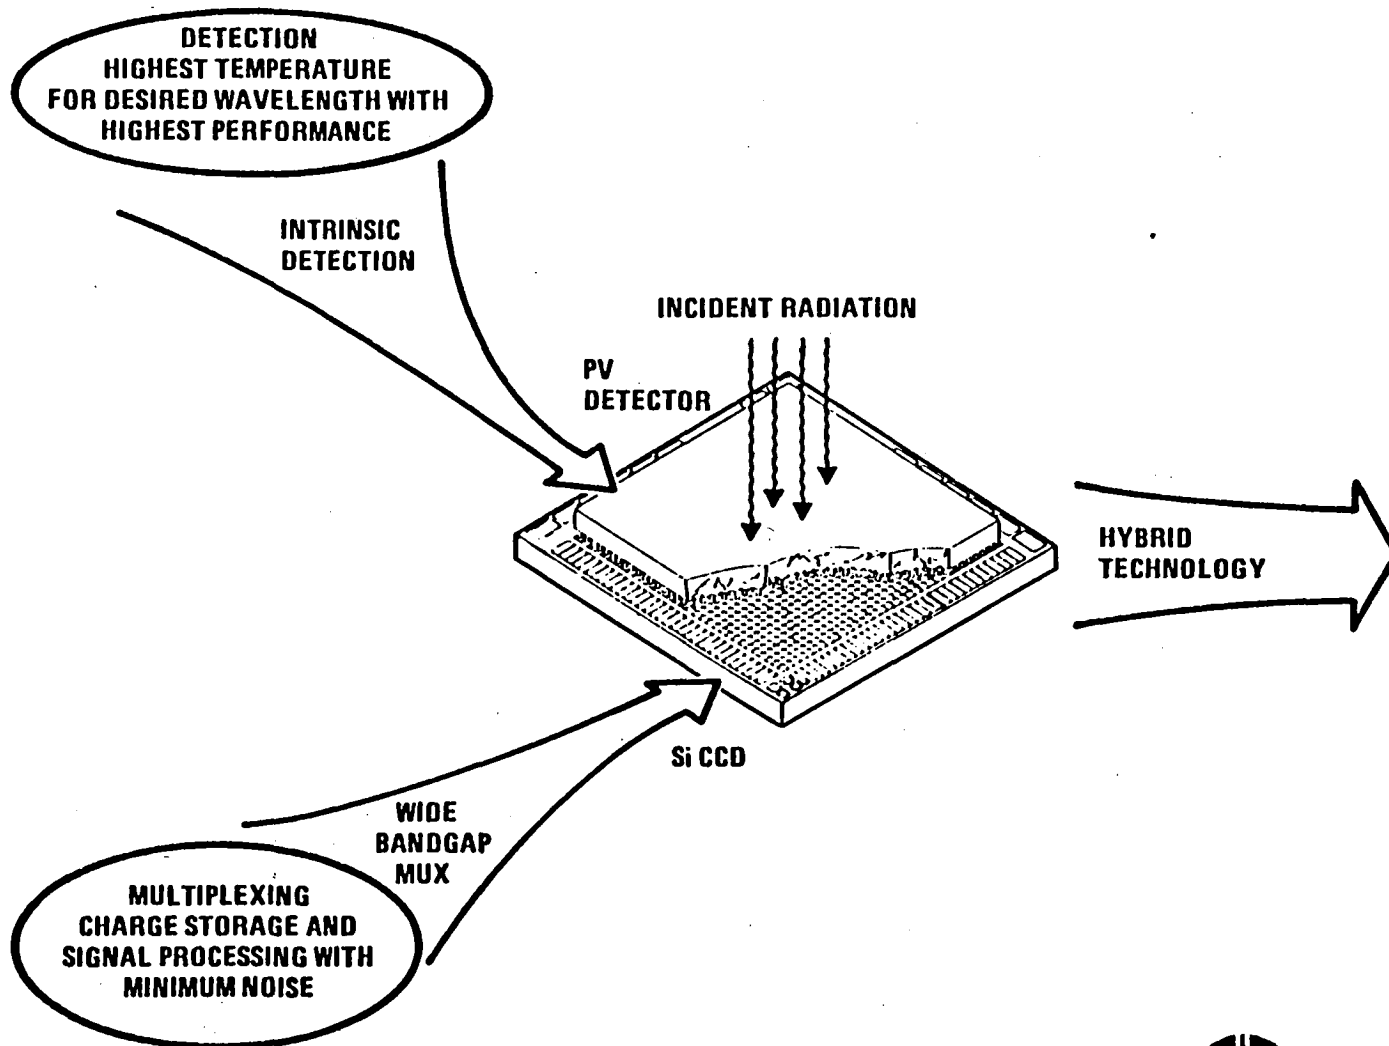 DETECTION
HIGHEST TEMPERATURE
FOR DESIRED WAVELENGTH WITH
HIGHEST PERFORMANCE
INTRINSIC
DETECTION
INCIDENT RADIATION
PV
DETECTOR
HYBRID
TECHNOLOGY
Si CCD
WIDE
BANDGAP
MUX
MULTIPLEXING
CHARGE STORAGE AND
SIGNAL PROCESSING WITH
MINIMUM NOISE